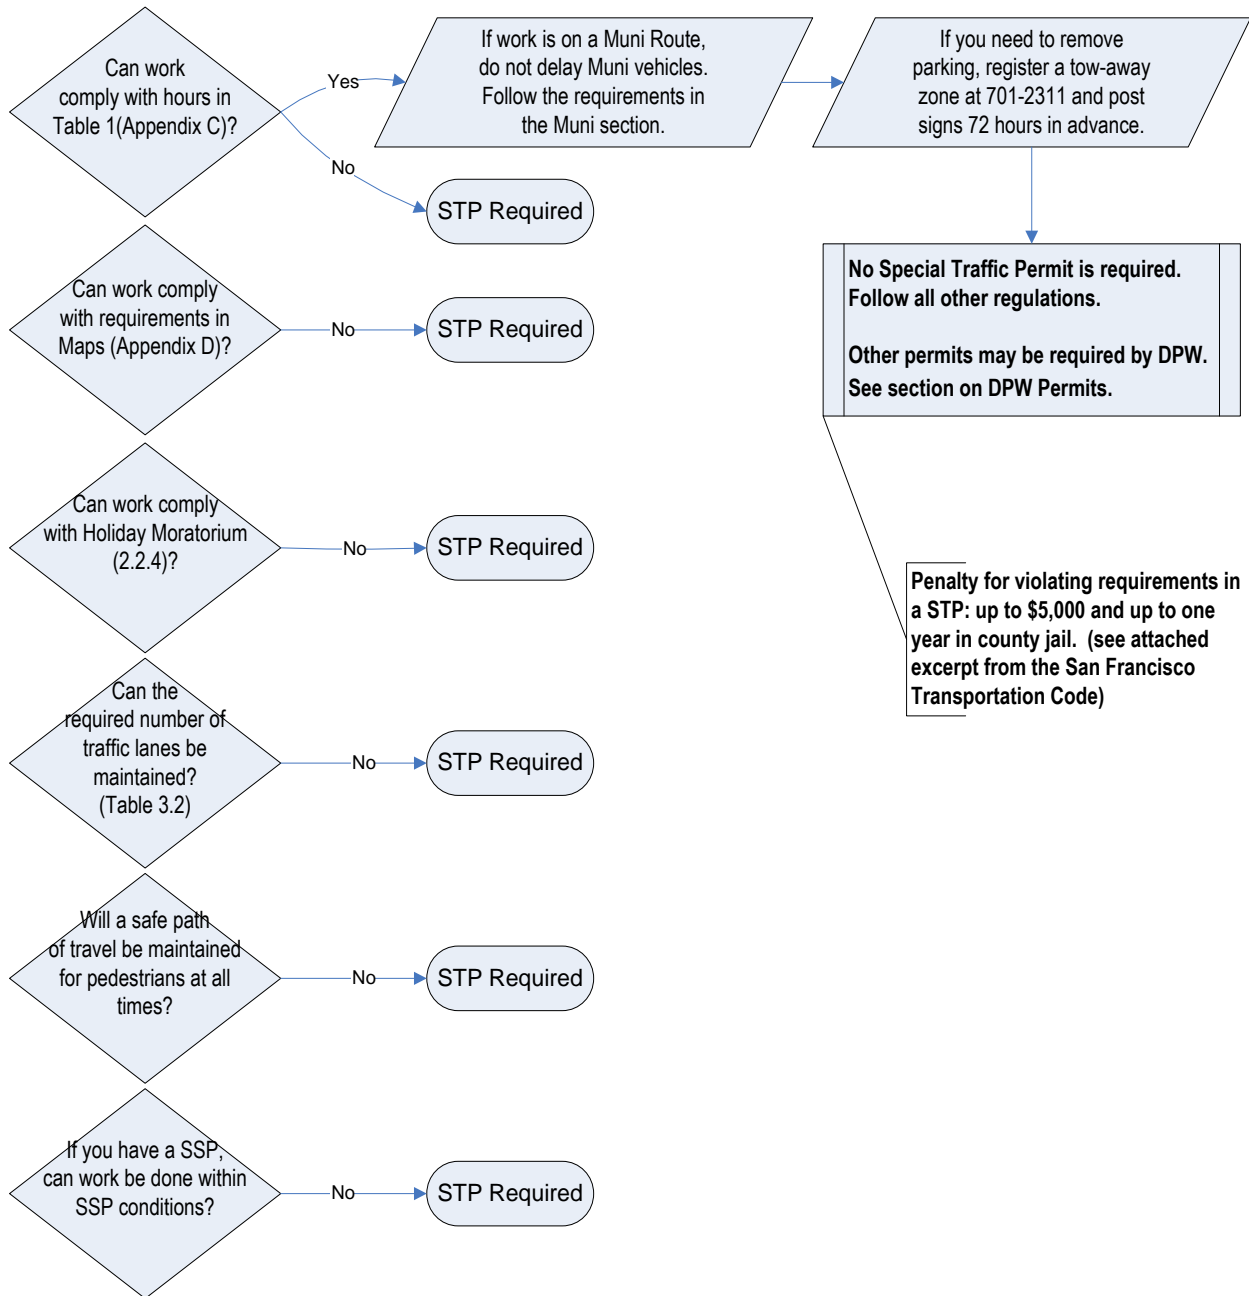 Can work
comply with hours in
Table 1(Appendix C)?
Yes
If work is on a Muni Route,
do not delay Muni vehicles.
Follow the requirements in
the Muni section.
If you need to remove
parking, register a tow-away
zone at 701-2311 and post
signs 72 hours in advance.
No
STP Required
No Special Traffic Permit is required.
Follow all other regulations.
Other permits may be required by DPW.
See section on DPW Permits.
Can work comply
with requirements in
Maps (Appendix D)?
No
STP Required
Can work comply
with Holiday Moratorium
(2.2.4)?
No
STP Required
Penalty for violating requirements in
a STP: up to $5,000 and up to one
year in county jail.  (see attached
excerpt from the San Francisco
Transportation Code)
Can the
required number of
traffic lanes be
maintained?
(Table 3.2)
No
STP Required
Will a safe path
of travel be maintained
for pedestrians at all
times?
No
STP Required
If you have a SSP,
can work be done within
SSP conditions?
No
STP Required